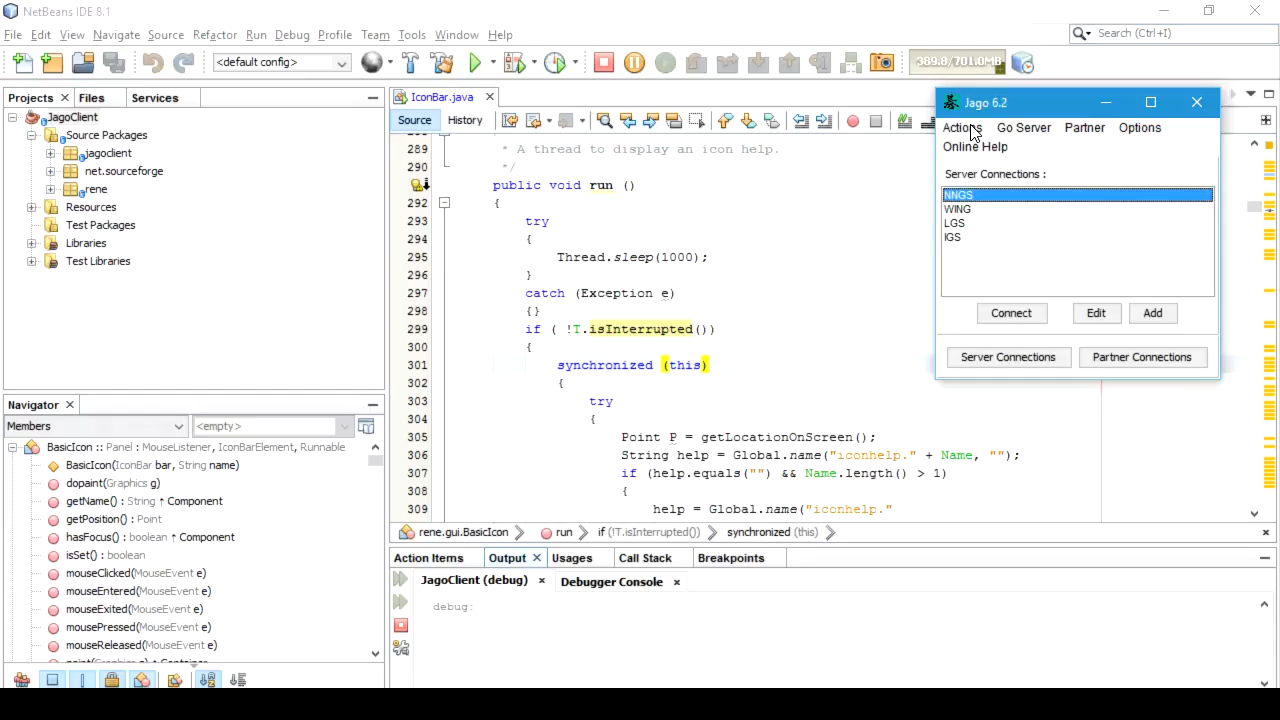 NetBeans IDE 8.1
File Edit View Navigate Source Refactor Run Debug Profile Team Tools Window Help
Search (Ctrl+I)
<default config>
389.8/701.0MB
Projects Files Services
JagoClient
Source Packages
jagoclient
net.sourceforge
rene
Resources
Test Packages
Libraries
Test Libraries
Navigator
Members
<empty>
BasicIcon :: Panel : MouseListener, IconBarElement, Runnable
BasicIcon(IconBar bar, String name)
dopaint(Graphics g)
getName() : String ↑ Component
getPosition() : Point
hasFocus() : boolean ↑ Component
isSet() : boolean
mouseClicked(MouseEvent e)
mouseEntered(MouseEvent e)
mouseExited(MouseEvent e)
mousePressed(MouseEvent e)
mouseReleased(MouseEvent e)
IconBar.java
Source History
289 * A thread to display an icon help.
290 */
public void run ()
292 {
293 try
294 {
295 Thread.sleep(1000);
296 }
297 catch (Exception e)
298 {}
299 if ( !T.isInterrupted())
300 {
301 synchronized (this)
302 {
303 try
304 {
305 Point P = getLocationOnScreen();
306 String help = Global.name("iconhelp." + Name, "");
307 if (help.equals("") && Name.length() > 1)
308 {
309 help = Global.name("iconhelp."
rene.gui.BasicIcon run if (!T.isInterrupted()) synchronized (this)
Action Items Output Usages Call Stack Breakpoints
JagoClient (debug) Debugger Console
debug:
Jago 6.2
Actions Go Server Partner Options
Online Help
Server Connections :
NNGS
WING
LGS
IGS
Connect Edit Add
Server Connections Partner Connections